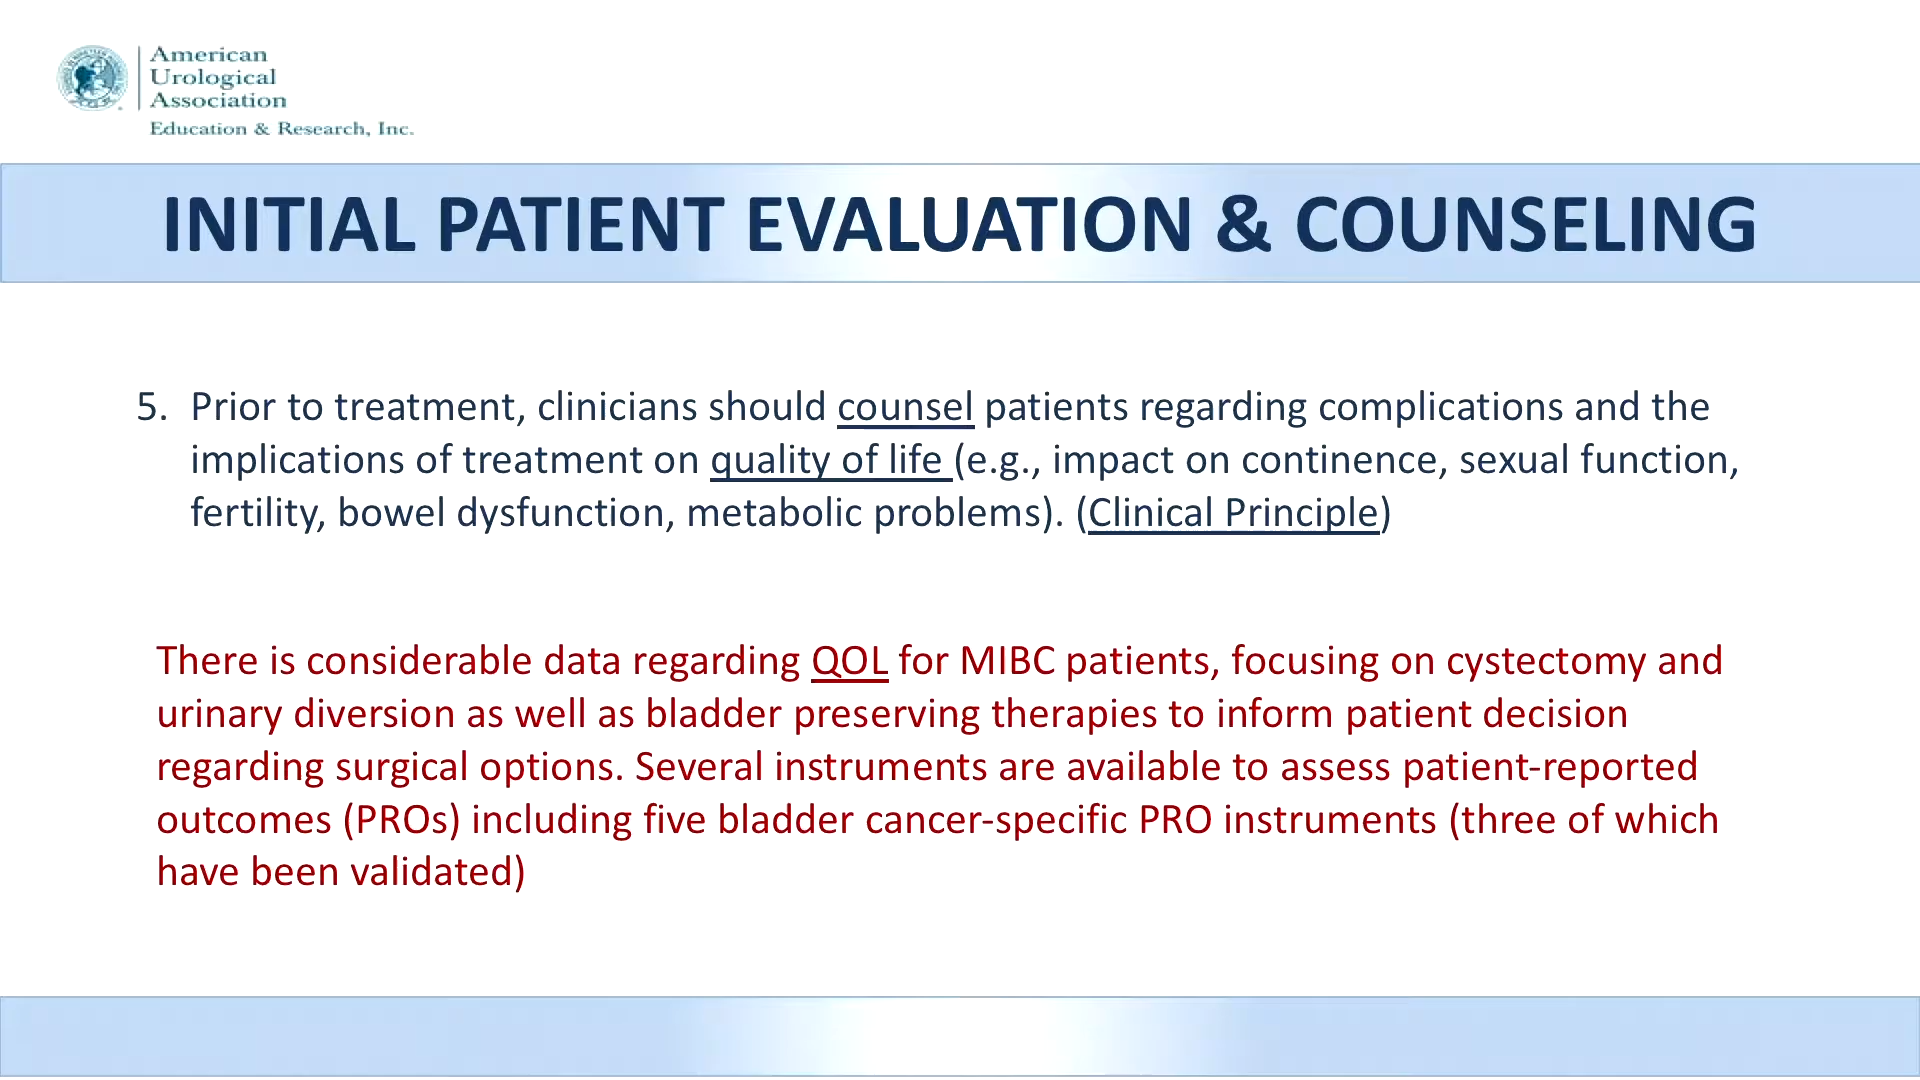 American
Urological
Association
Education & Research, Inc.
INITIAL PATIENT EVALUATION & COUNSELING
5. Prior to treatment, clinicians should counsel patients regarding complications and the
implications of treatment on quality of life (e.g., impact on continence, sexual function,
fertility, bowel dysfunction, metabolic problems). (Clinical Principle)
There is considerable data regarding QOL for MIBC patients, focusing on cystectomy and
urinary diversion as well as bladder preserving therapies to inform patient decision
regarding surgical options. Several instruments are available to assess patient-reported
outcomes (PROs) including five bladder cancer-specific PRO instruments (three of which
have been validated)